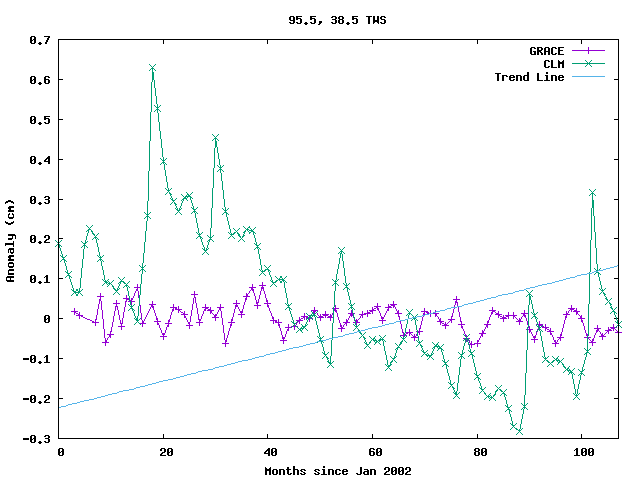 95.5, 38.5 TWS
GRACE
CLM
Trend Line
0.7
0.6
0.5
0.4
0.3
0.2
0.1
0
-0.1
-0.2
-0.3
Anomaly (cm)
0 20 40 60 80 100
Months since Jan 2002